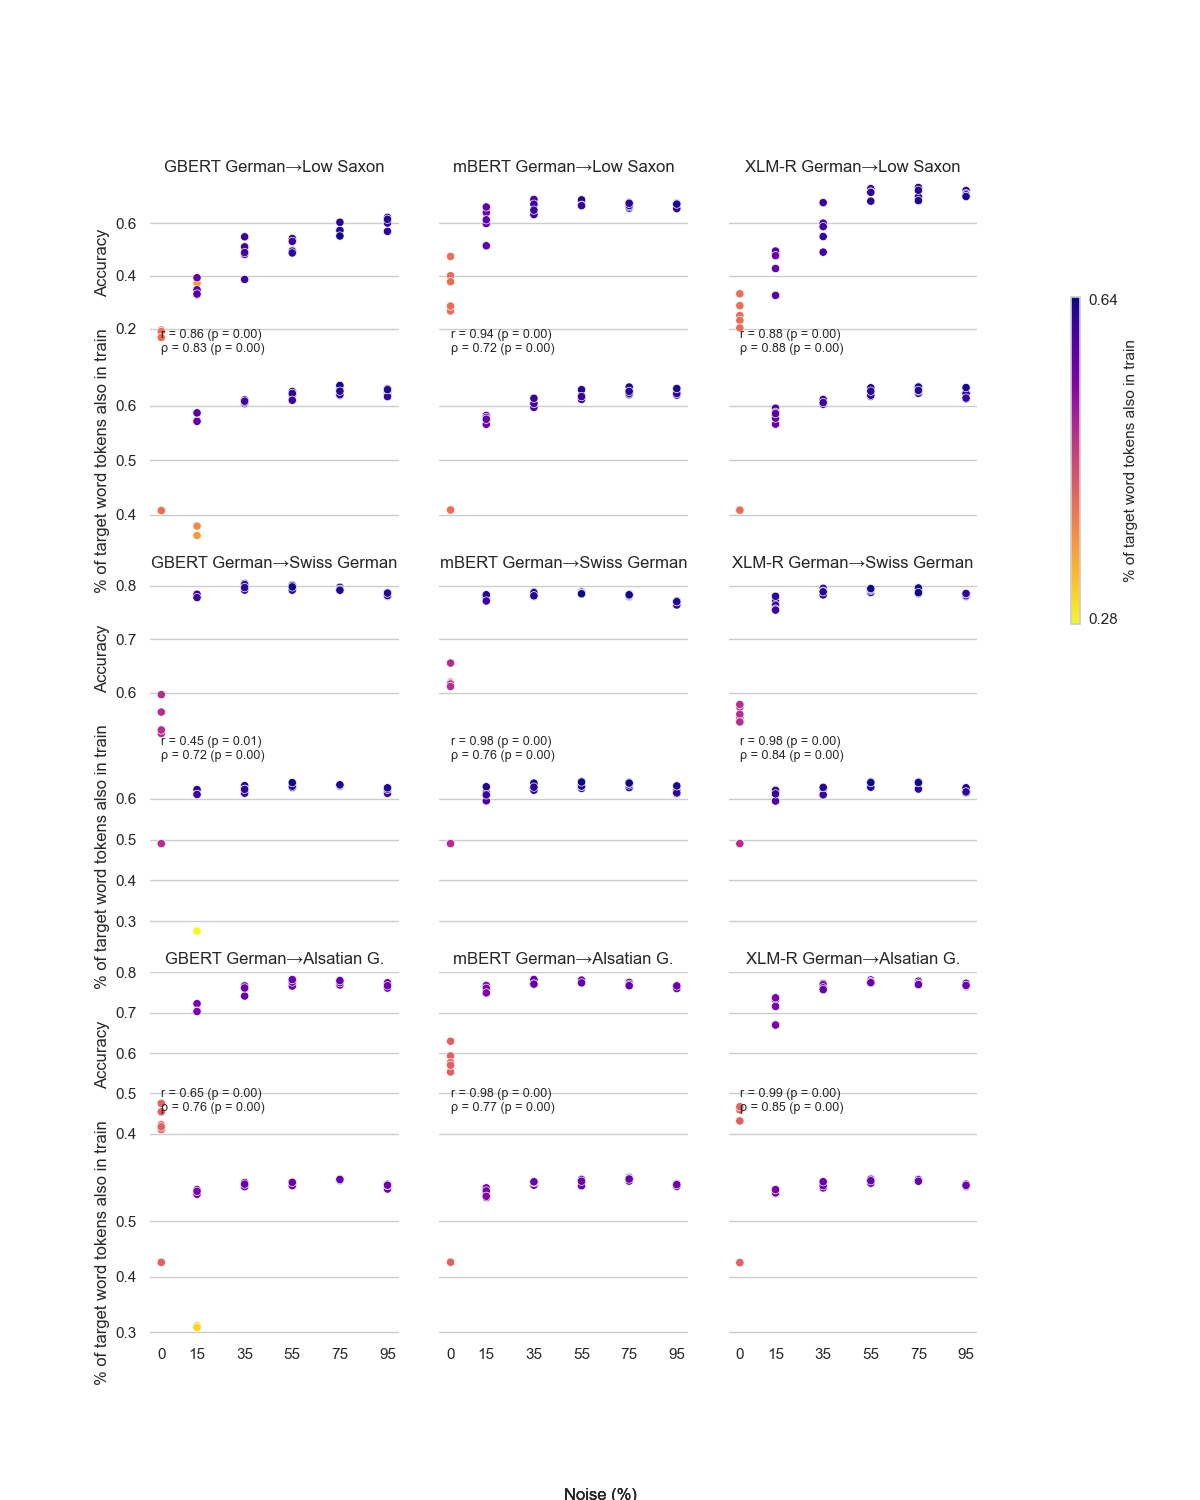 GBERT German→Low Saxon
mBERT German→Low Saxon
XLM-R German→Low Saxon
Accuracy
0.6
0.4
0.2
r = 0.86 (p = 0.00)
ρ = 0.83 (p = 0.00)
r = 0.94 (p = 0.00)
ρ = 0.72 (p = 0.00)
r = 0.88 (p = 0.00)
ρ = 0.88 (p = 0.00)
% of target word tokens also in train
0.6
0.5
0.4
GBERT German→Swiss German
mBERT German→Swiss German
XLM-R German→Swiss German
Accuracy
0.8
0.7
0.6
r = 0.45 (p = 0.01)
ρ = 0.72 (p = 0.00)
r = 0.98 (p = 0.00)
ρ = 0.76 (p = 0.00)
r = 0.98 (p = 0.00)
ρ = 0.84 (p = 0.00)
% of target word tokens also in train
0.6
0.5
0.4
0.3
GBERT German→Alsatian G.
mBERT German→Alsatian G.
XLM-R German→Alsatian G.
Accuracy
0.8
0.7
0.6
0.5
0.4
r = 0.65 (p = 0.00)
ρ = 0.76 (p = 0.00)
r = 0.98 (p = 0.00)
ρ = 0.77 (p = 0.00)
r = 0.99 (p = 0.00)
ρ = 0.85 (p = 0.00)
% of target word tokens also in train
0.5
0.4
0.3
0 15 35 55 75 95
0 15 35 55 75 95
0 15 35 55 75 95
Noise (%)
0.64
0.28
% of target word tokens also in train